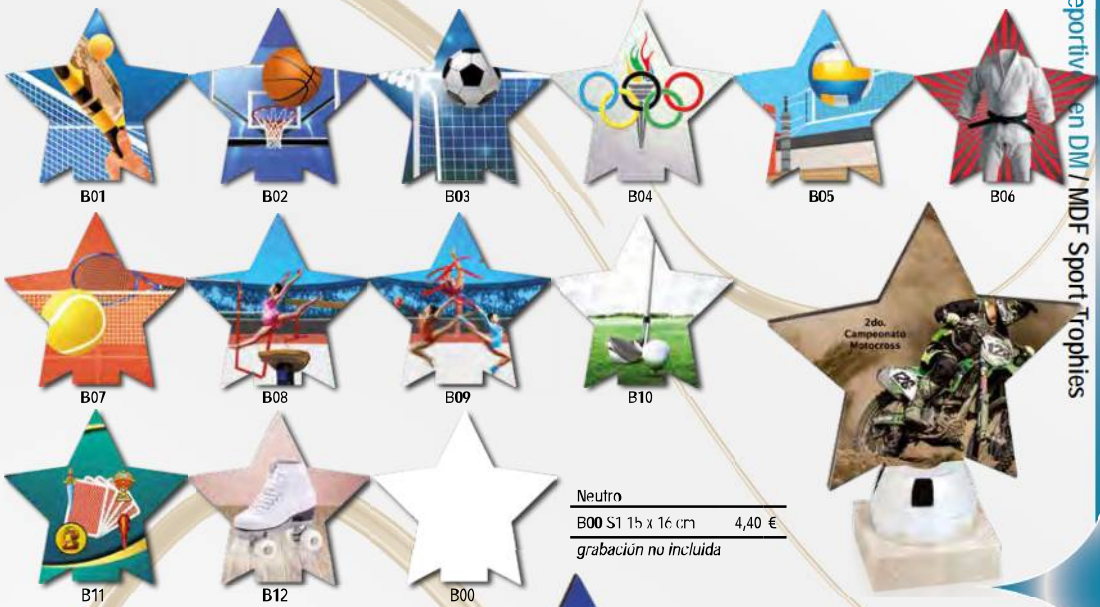 B01
B02
B03
B04
B05
B06
B07
B08
B09
B10
2do.
Campeonato
Motocross
B11
B12
B00
Neutro
B00 S1 15 x 16 cm 4,40 €
grabación no incluida
en DM / MDF Sport Trophies